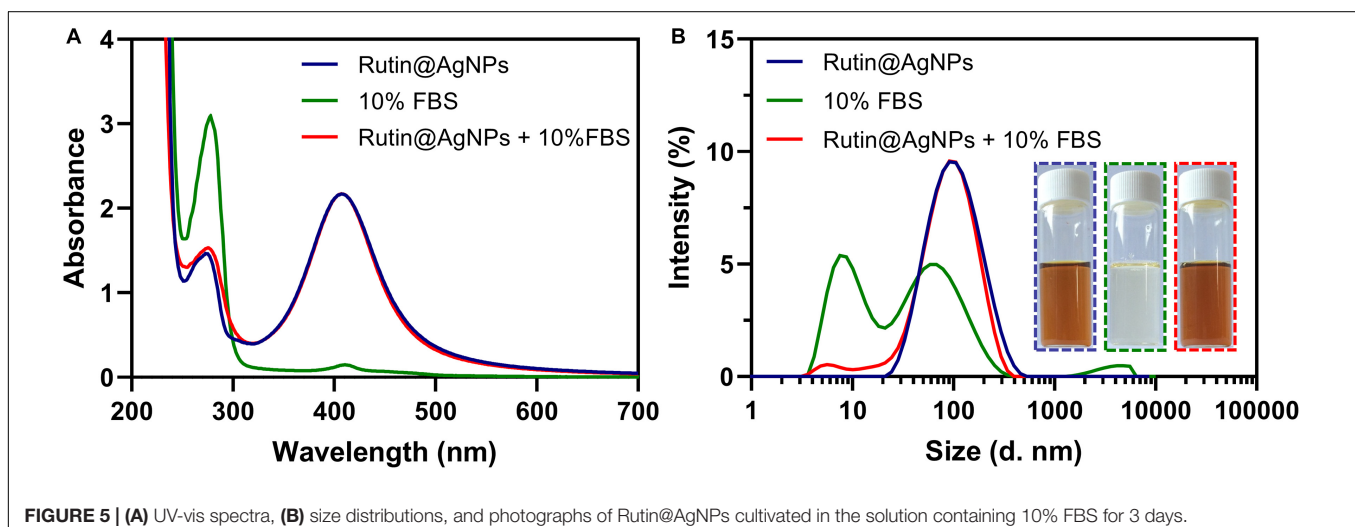 A
4
3
2
1
0
Absorbance
200 300 400 500 600 700
Wavelength (nm)
Rutin@AgNPs
10% FBS
Rutin@AgNPs + 10%FBS
B
15
10
5
0
Intensity (%)
1 10 100 1000 10000 100000
Size (d. nm)
Rutin@AgNPs
10% FBS
Rutin@AgNPs + 10% FBS
FIGURE 5 | (A) UV-vis spectra, (B) size distributions, and photographs of Rutin@AgNPs cultivated in the solution containing 10% FBS for 3 days.